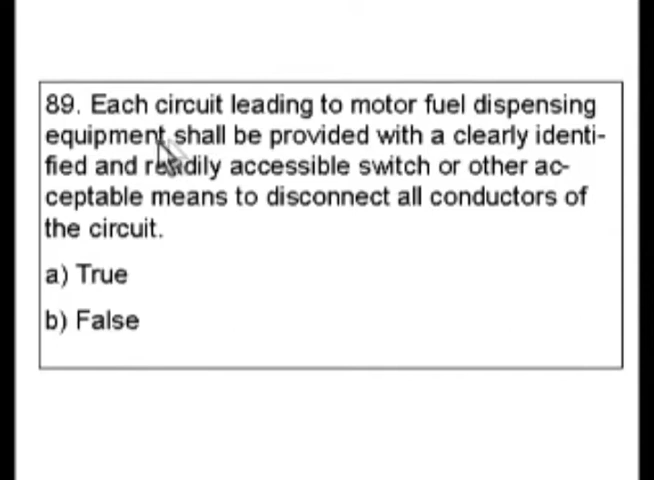 89. Each circuit leading to motor fuel dispensing
equipment shall be provided with a clearly identi-
fied and readily accessible switch or other ac-
ceptable means to disconnect all conductors of
the circuit.
a) True
b) False